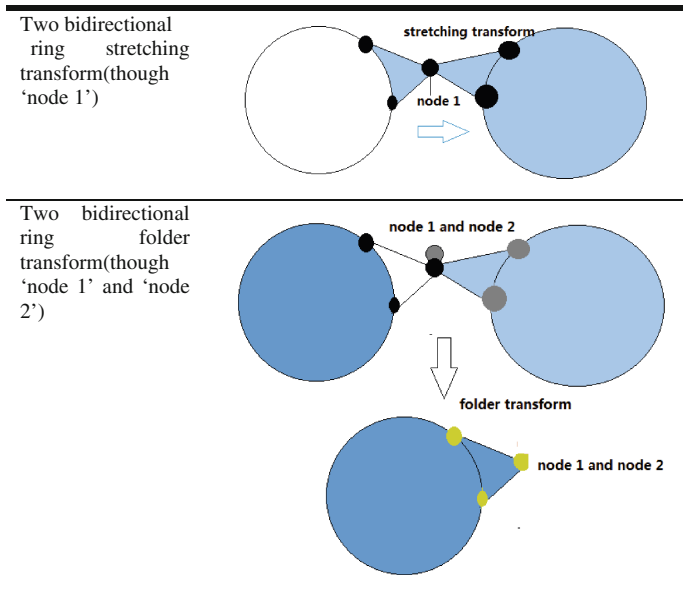 Two bidirectional
ring stretching
transform(though
‘node 1’)
stretching transform
node 1
Two bidirectional
ring folder
transform(though
‘node 1’ and ‘node
2’)
node 1 and node 2
folder transform
node 1 and node 2